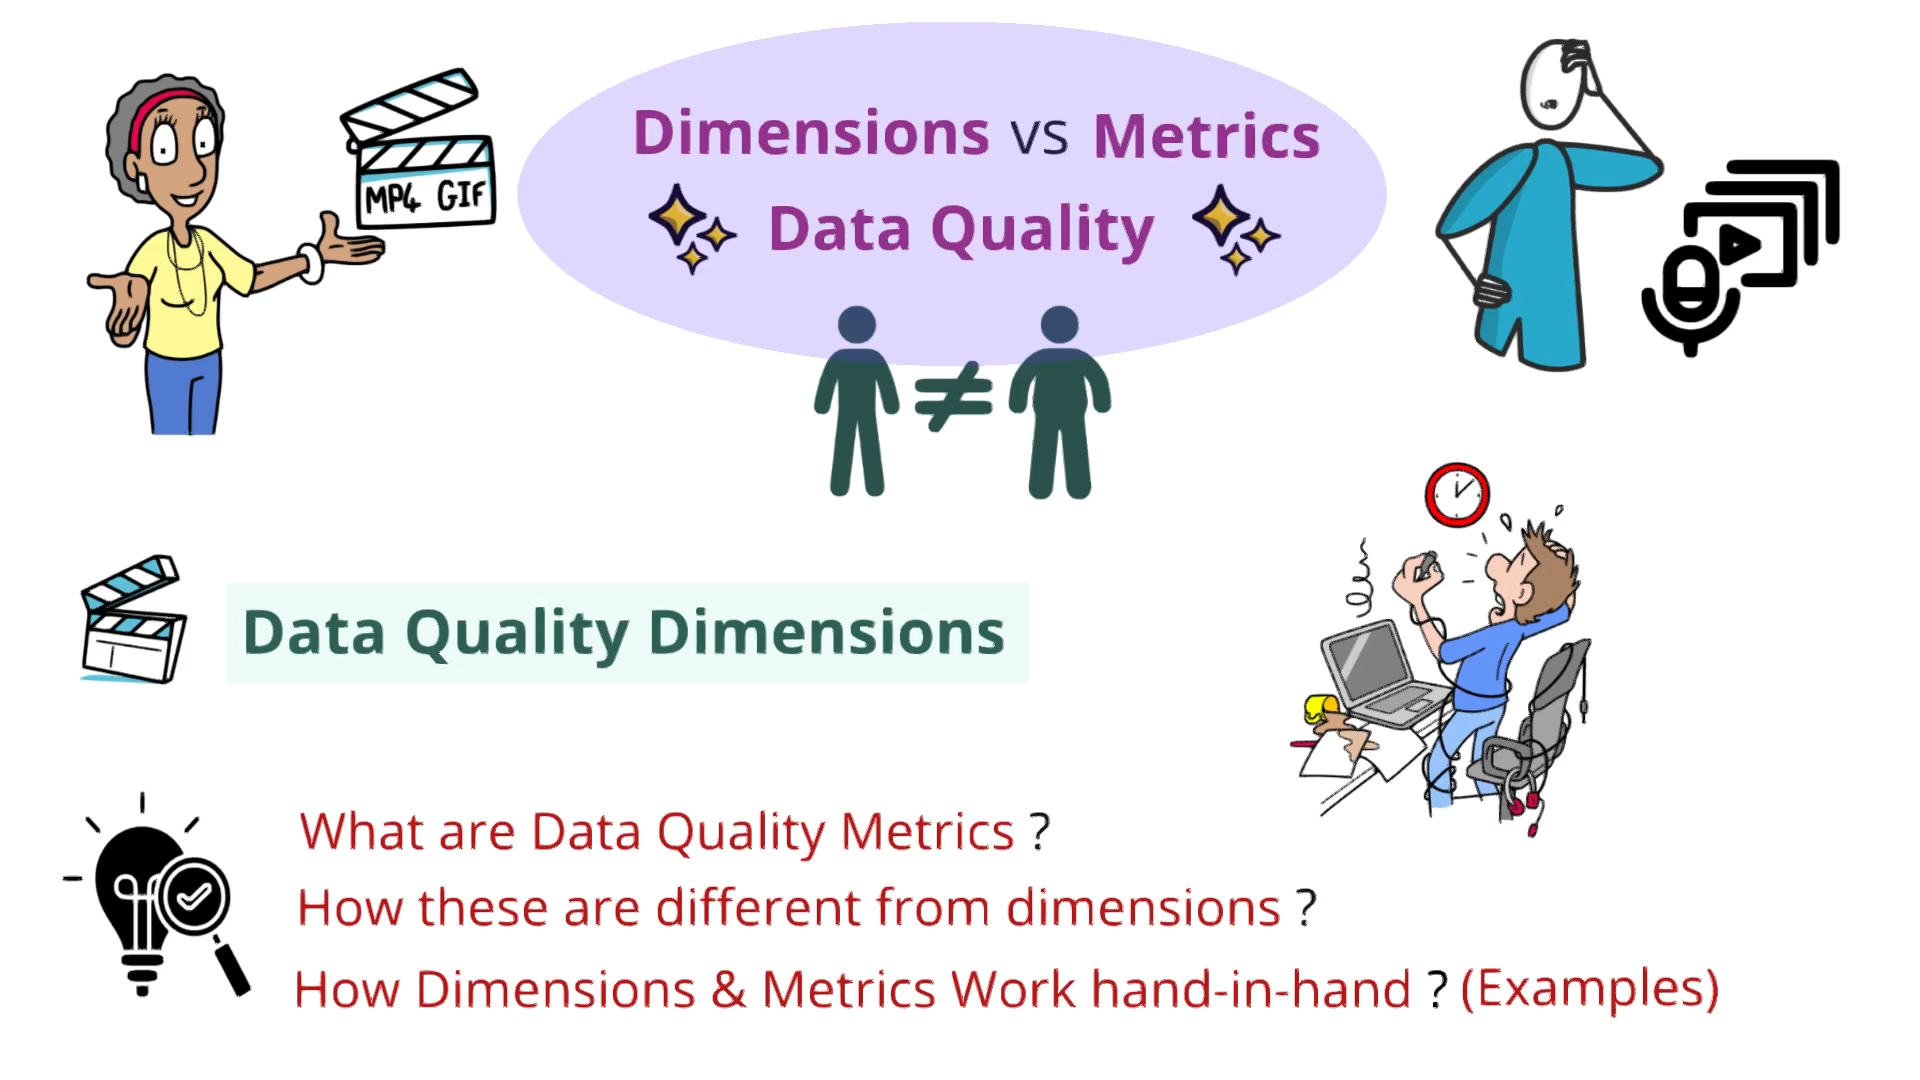 MP4 GIF
Dimensions vs Metrics
Data Quality
Data Quality Dimensions
What are Data Quality Metrics ?
How these are different from dimensions ?
How Dimensions & Metrics Work hand-in-hand ? (Examples)